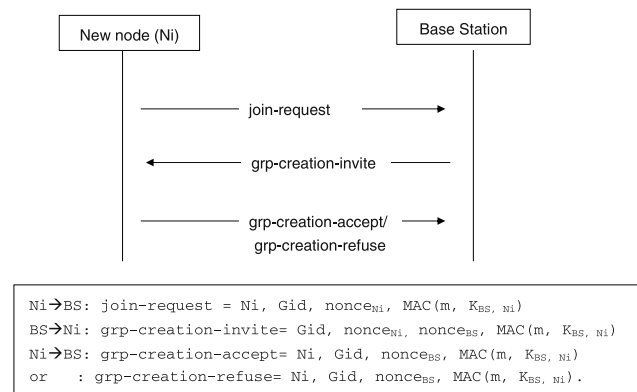 New node (Ni)
Base Station
join-request
grp-creation-invite
grp-creation-accept/
grp-creation-refuse
Ni→BS: join-request = Ni, Gid, nonceNi, MAC(m, KBS, Ni)
BS→Ni: grp-creation-invite= Gid, nonceNi, nonceBS, MAC(m, KBS, Ni)
Ni→BS: grp-creation-accept= Ni, Gid, nonceBS, MAC(m, KBS, Ni)
or : grp-creation-refuse= Ni, Gid, nonceBS, MAC(m, KBS, Ni).